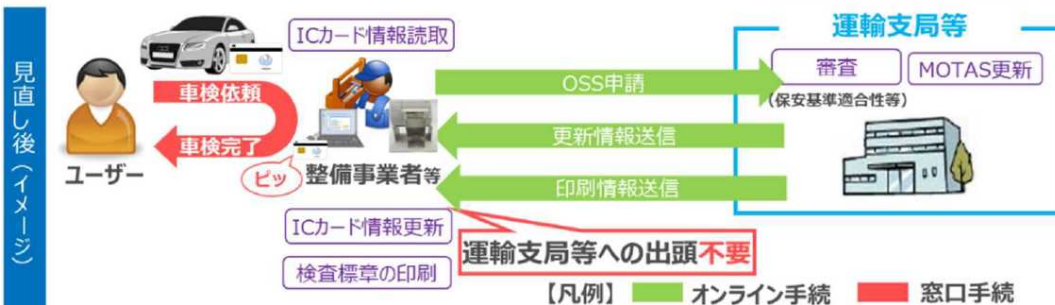 見直し後(イメージ)
ICカード情報読取
車検依頼
車検完了
ユーザー
ピッ
整備事業者等
ICカード情報更新
検査標章の印刷
OSS申請
更新情報送信
印刷情報送信
運輸支局等への出頭不要
運輸支局等
審査
MOTAS更新
(保安基準適合性等)
【凡例】 オンライン手続 窓口手続